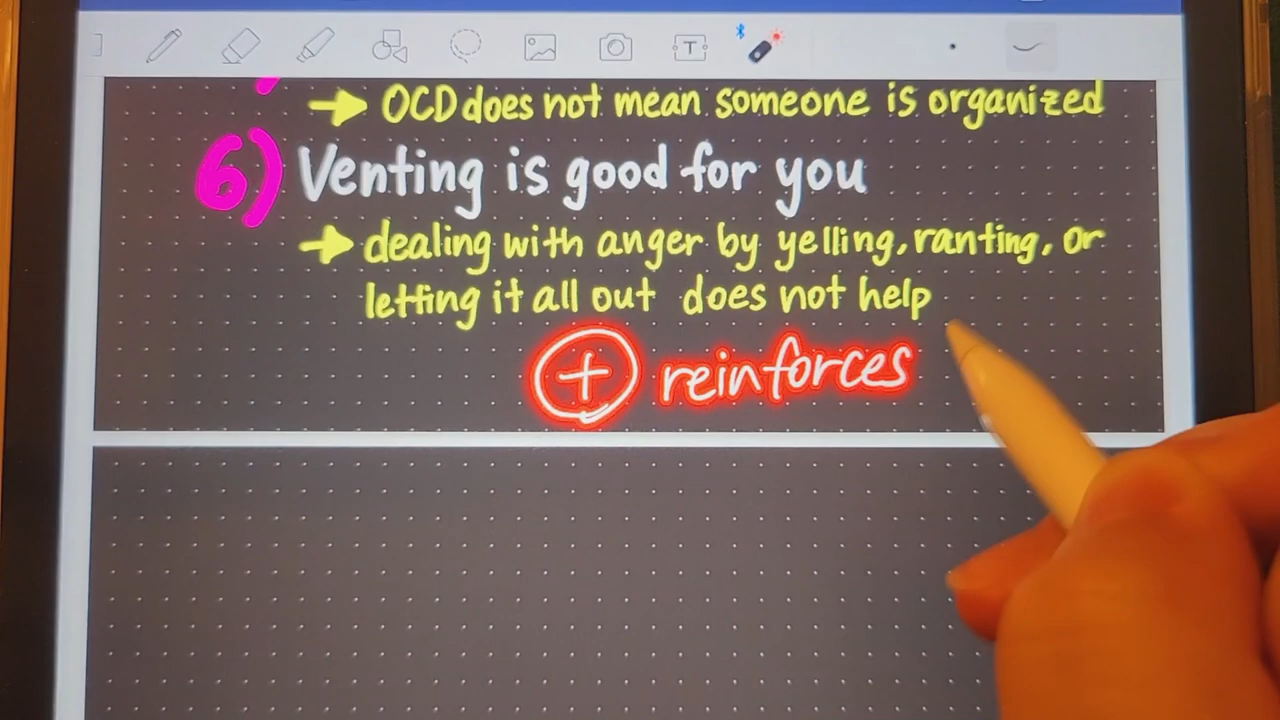 → OCD does not mean someone is organized
6) Venting is good for you
→ dealing with anger by yelling, ranting, or
letting it all out does not help
+ reinforces